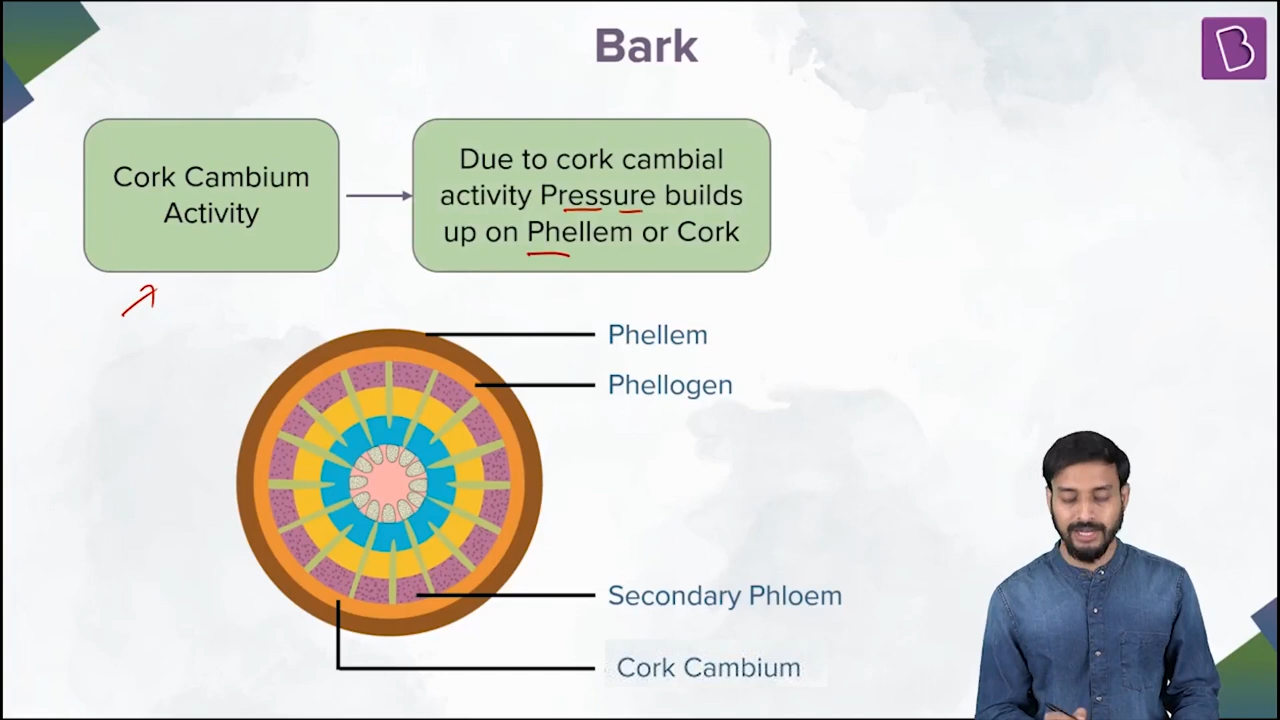 Bark
Cork Cambium
Activity
Due to cork cambial
activity Pressure builds
up on Phellem or Cork
Phellem
Phellogen
Secondary Phloem
Cork Cambium